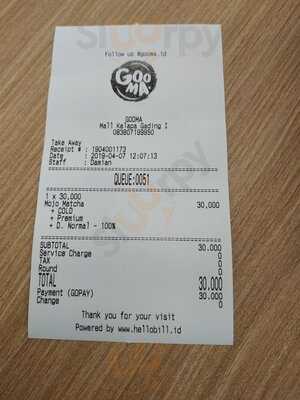 Follow us @gooma.id
GOO
MA
GOOMA
Mall Kelapa Gading 1
083807199950
Take Away
Receipt # : 1904001173
Date : 2019-04-07 12:07:13
Staff : Damian
QUEUE:0051
1 x 30.000
Mojo Matcha 30,000
+ COLD
+ Premium
+ D. Normal - 100%
SUBTOTAL 30.000
Service Charge 0
TAX 0
Round 0
TOTAL 30.000
Payment (GOPAY) 30.000
Change 0
Thank you for your visit
Powered by www.hellobill.id